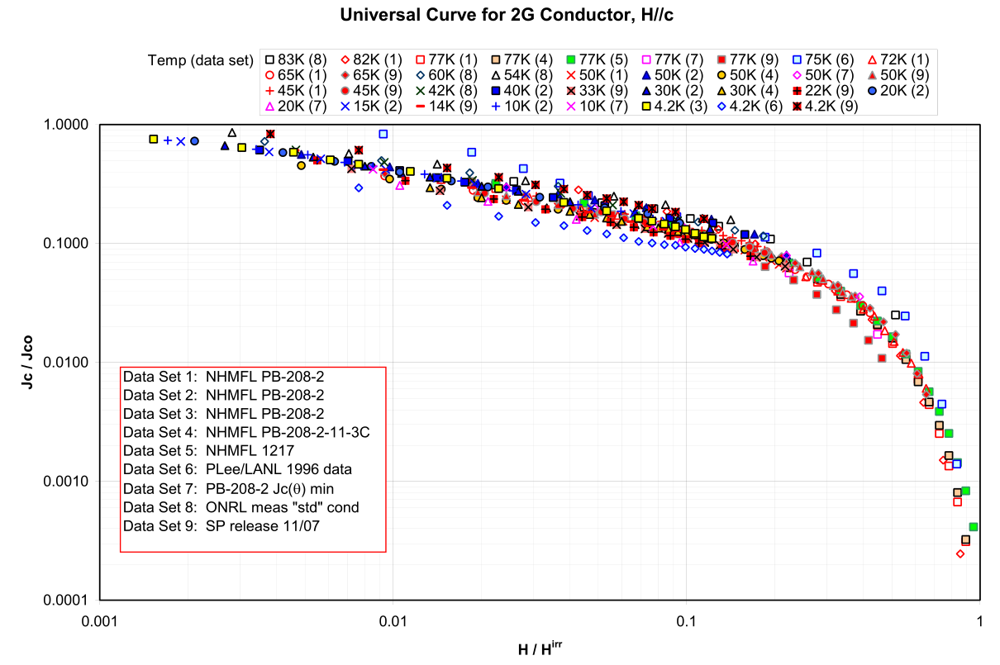 Universal Curve for 2G Conductor, H//c
Temp (data set) 83K (8) 82K (1) 77K (1) 77K (4) 77K (5) 77K (7) 77K (9) 75K (6) 72K (1)
65K (1) 65K (9) 60K (8) 54K (8) 50K (1) 50K (2) 50K (4) 50K (7) 50K (9)
45K (1) 45K (9) 42K (8) 40K (2) 33K (9) 30K (2) 30K (4) 22K (9) 20K (2)
20K (7) 15K (2) 14K (9) 10K (2) 10K (7) 4.2K (3) 4.2K (6) 4.2K (9)
1.0000
0.1000
0.0100
0.0010
0.0001
Jc / Jco
Data Set 1: NHMFL PB-208-2
Data Set 2: NHMFL PB-208-2
Data Set 3: NHMFL PB-208-2
Data Set 4: NHMFL PB-208-2-11-3C
Data Set 5: NHMFL 1217
Data Set 6: PLee/LANL 1996 data
Data Set 7: PB-208-2 Jc(θ) min
Data Set 8: ONRL meas "std" cond
Data Set 9: SP release 11/07
0.001 0.01 0.1 1
H / H^irr